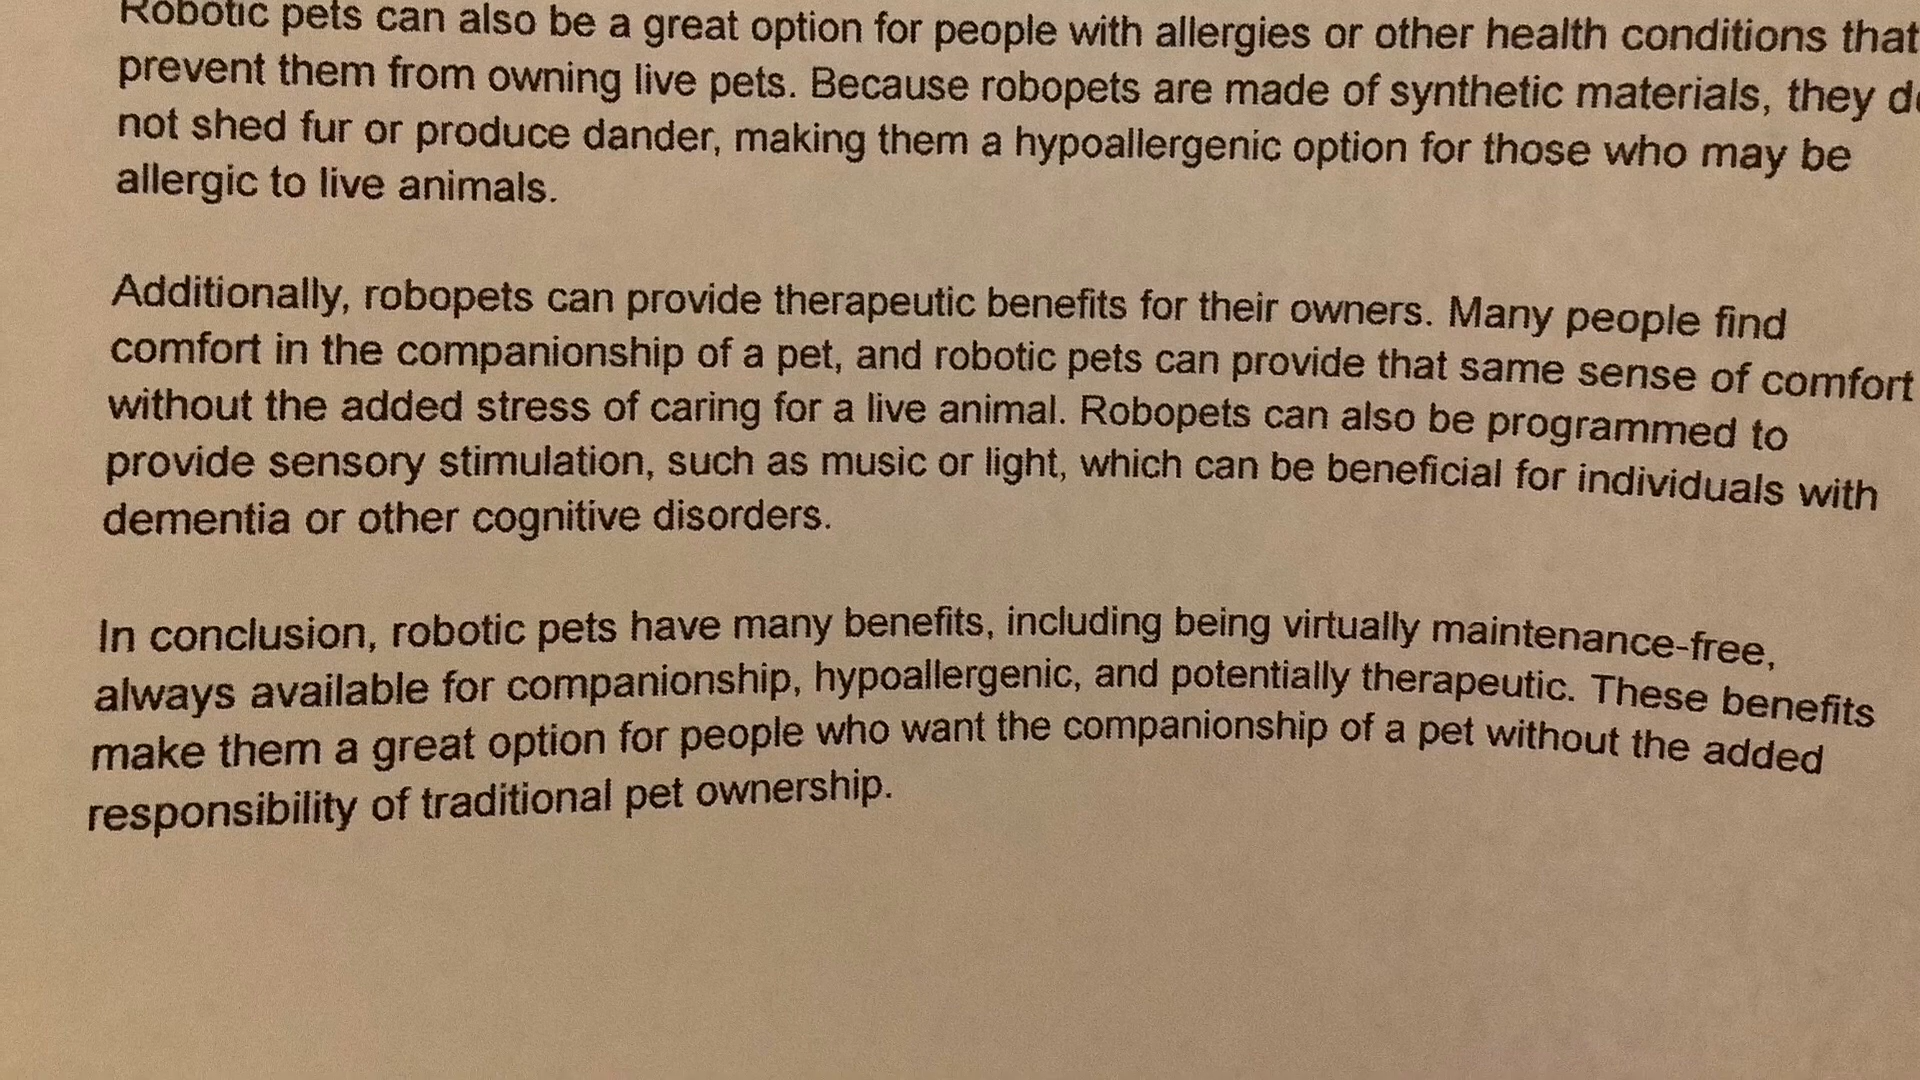 Robotic pets can also be a great option for people with allergies or other health conditions that
prevent them from owning live pets. Because robopets are made of synthetic materials, they do
not shed fur or produce dander, making them a hypoallergenic option for those who may be
allergic to live animals.
Additionally, robopets can provide therapeutic benefits for their owners. Many people find
comfort in the companionship of a pet, and robotic pets can provide that same sense of comfort
without the added stress of caring for a live animal. Robopets can also be programmed to
provide sensory stimulation, such as music or light, which can be beneficial for individuals with
dementia or other cognitive disorders.
In conclusion, robotic pets have many benefits, including being virtually maintenance-free,
always available for companionship, hypoallergenic, and potentially therapeutic. These benefits
make them a great option for people who want the companionship of a pet without the added
responsibility of traditional pet ownership.